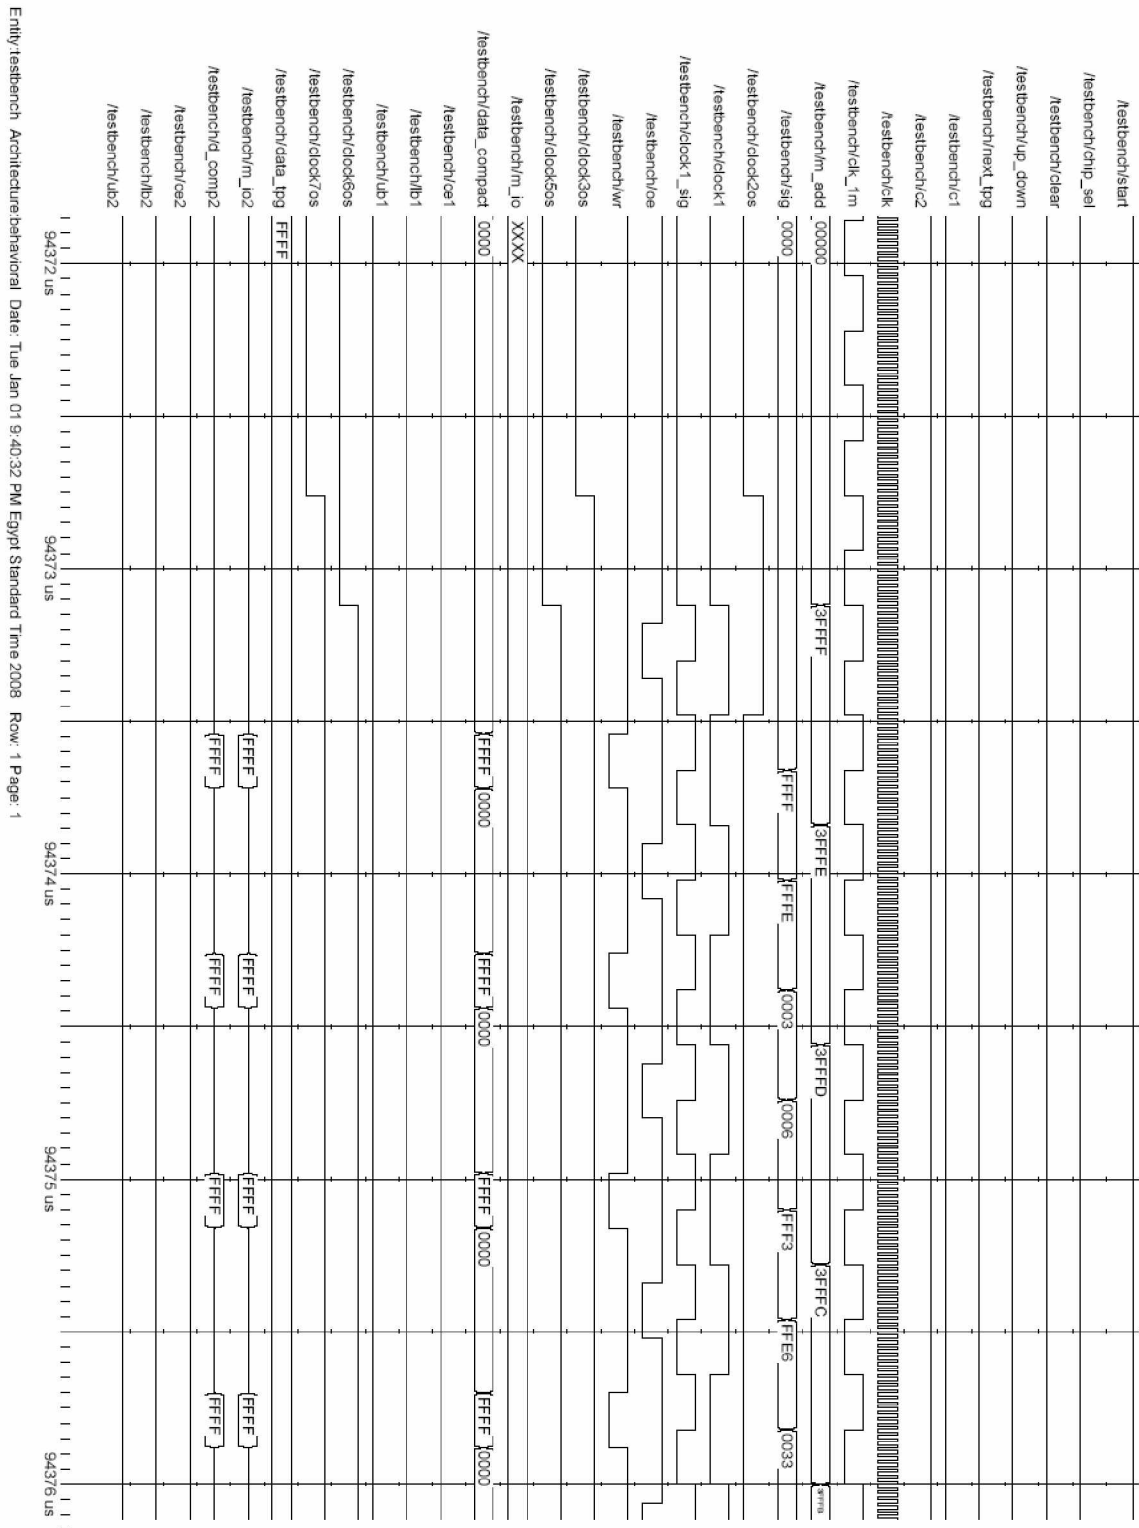 /testbench/start
/testbench/chip_sel
/testbench/clear
/testbench/up_down
/testbench/next_tpg
/testbench/c1
/testbench/c2
/testbench/clk
/testbench/clk_1m
/testbench/m_add 00000 3FFFF 3FFFE 3FFFD 3FFFC 3FFFB
/testbench/sig 0000 FFFF FFFE 0003 0006 FFF3 FFE6 0033
/testbench/clock2os
/testbench/clock1
/testbench/clock1_sig
/testbench/oe
/testbench/wr
/testbench/clock3os
/testbench/clock5os
/testbench/m_io XXXX
/testbench/data_compact 0000 FFFF 0000 FFFF 0000 FFFF 0000 FFFF 0000
/testbench/ce1
/testbench/lb1
/testbench/ub1
/testbench/clock6os
/testbench/clock7os
/testbench/data_tpg FFFF
/testbench/m_io2 FFFF FFFF FFFF FFFF
/testbench/d_comp2 FFFF FFFF FFFF FFFF
/testbench/ce2
/testbench/lb2
/testbench/ub2
94372 us 94373 us 94374 us 94375 us 94376 us
Entity:testbench Architecture:behavioral Date: Tue Jan 01 9:40:32 PM Egypt Standard Time 2008 Row: 1 Page: 1